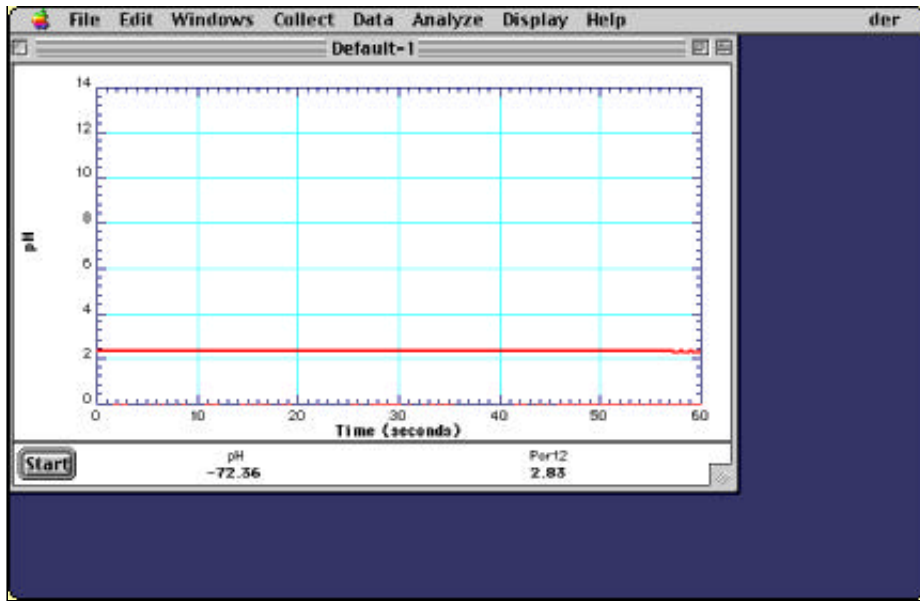 File Edit Windows Collect Data Analyze Display Help der
Default-1
14
12
10
8
6
4
2
0
pH
0 10 20 30 40 50 60
Time (seconds)
Start
pH Port2
-72.36 2.83